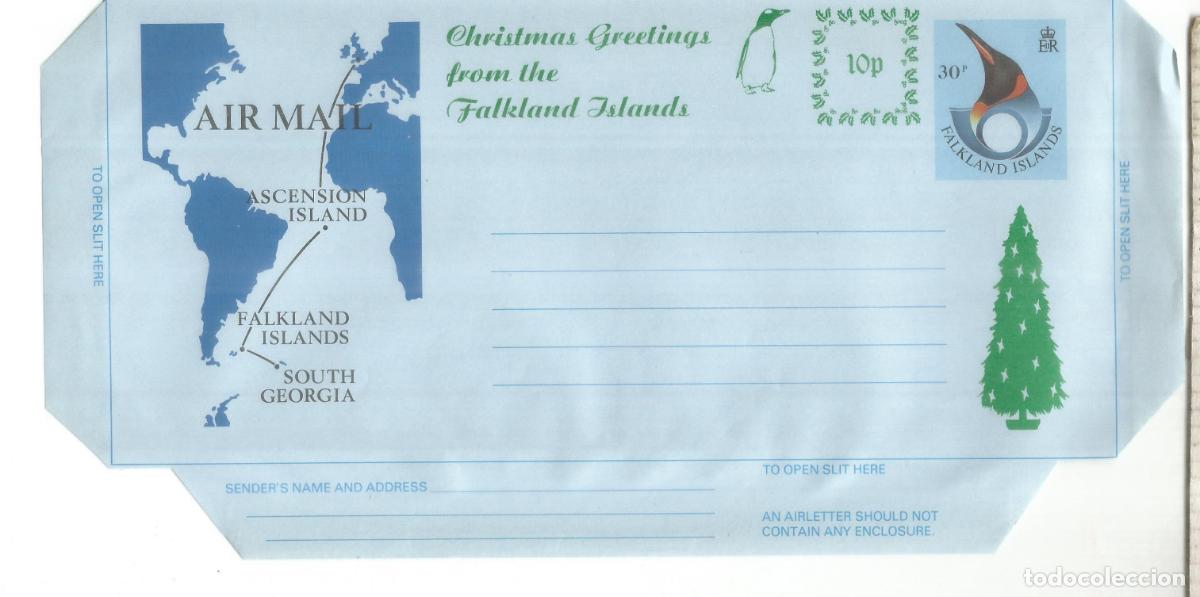 AIR MAIL
ASCENSION
ISLAND
FALKLAND
ISLANDS
SOUTH
GEORGIA
Christmas Greetings
from the
Falkland Islands
10p
30P
E II R
FALKLAND ISLANDS
TO OPEN SLIT HERE
TO OPEN SLIT HERE
TO OPEN SLIT HERE
SENDER'S NAME AND ADDRESS
AN AIRLETTER SHOULD NOT
CONTAIN ANY ENCLOSURE.
todocoleccion